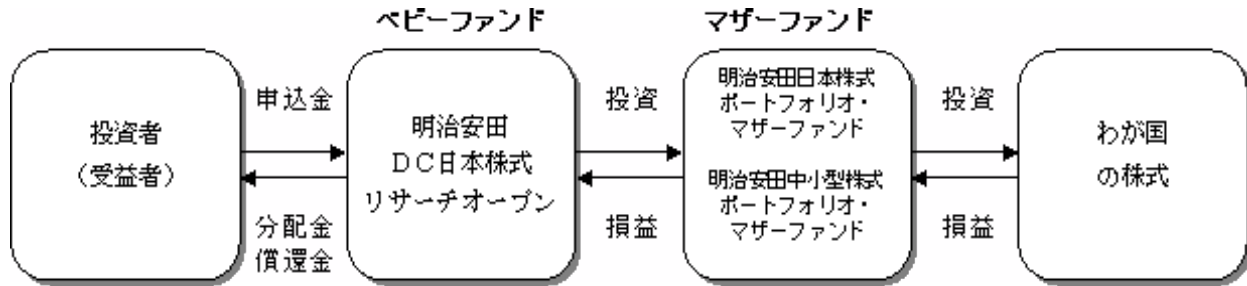 ベビーファンド
マザーファンド
投資者
（受益者）
申込金
分配金
償還金
明治安田
ＤＣ日本株式
リサーチオープン
投資
損益
明治安田日本株式
ポートフォリオ・
マザーファンド
明治安田中小型株式
ポートフォリオ・
マザーファンド
投資
損益
わが国
の株式